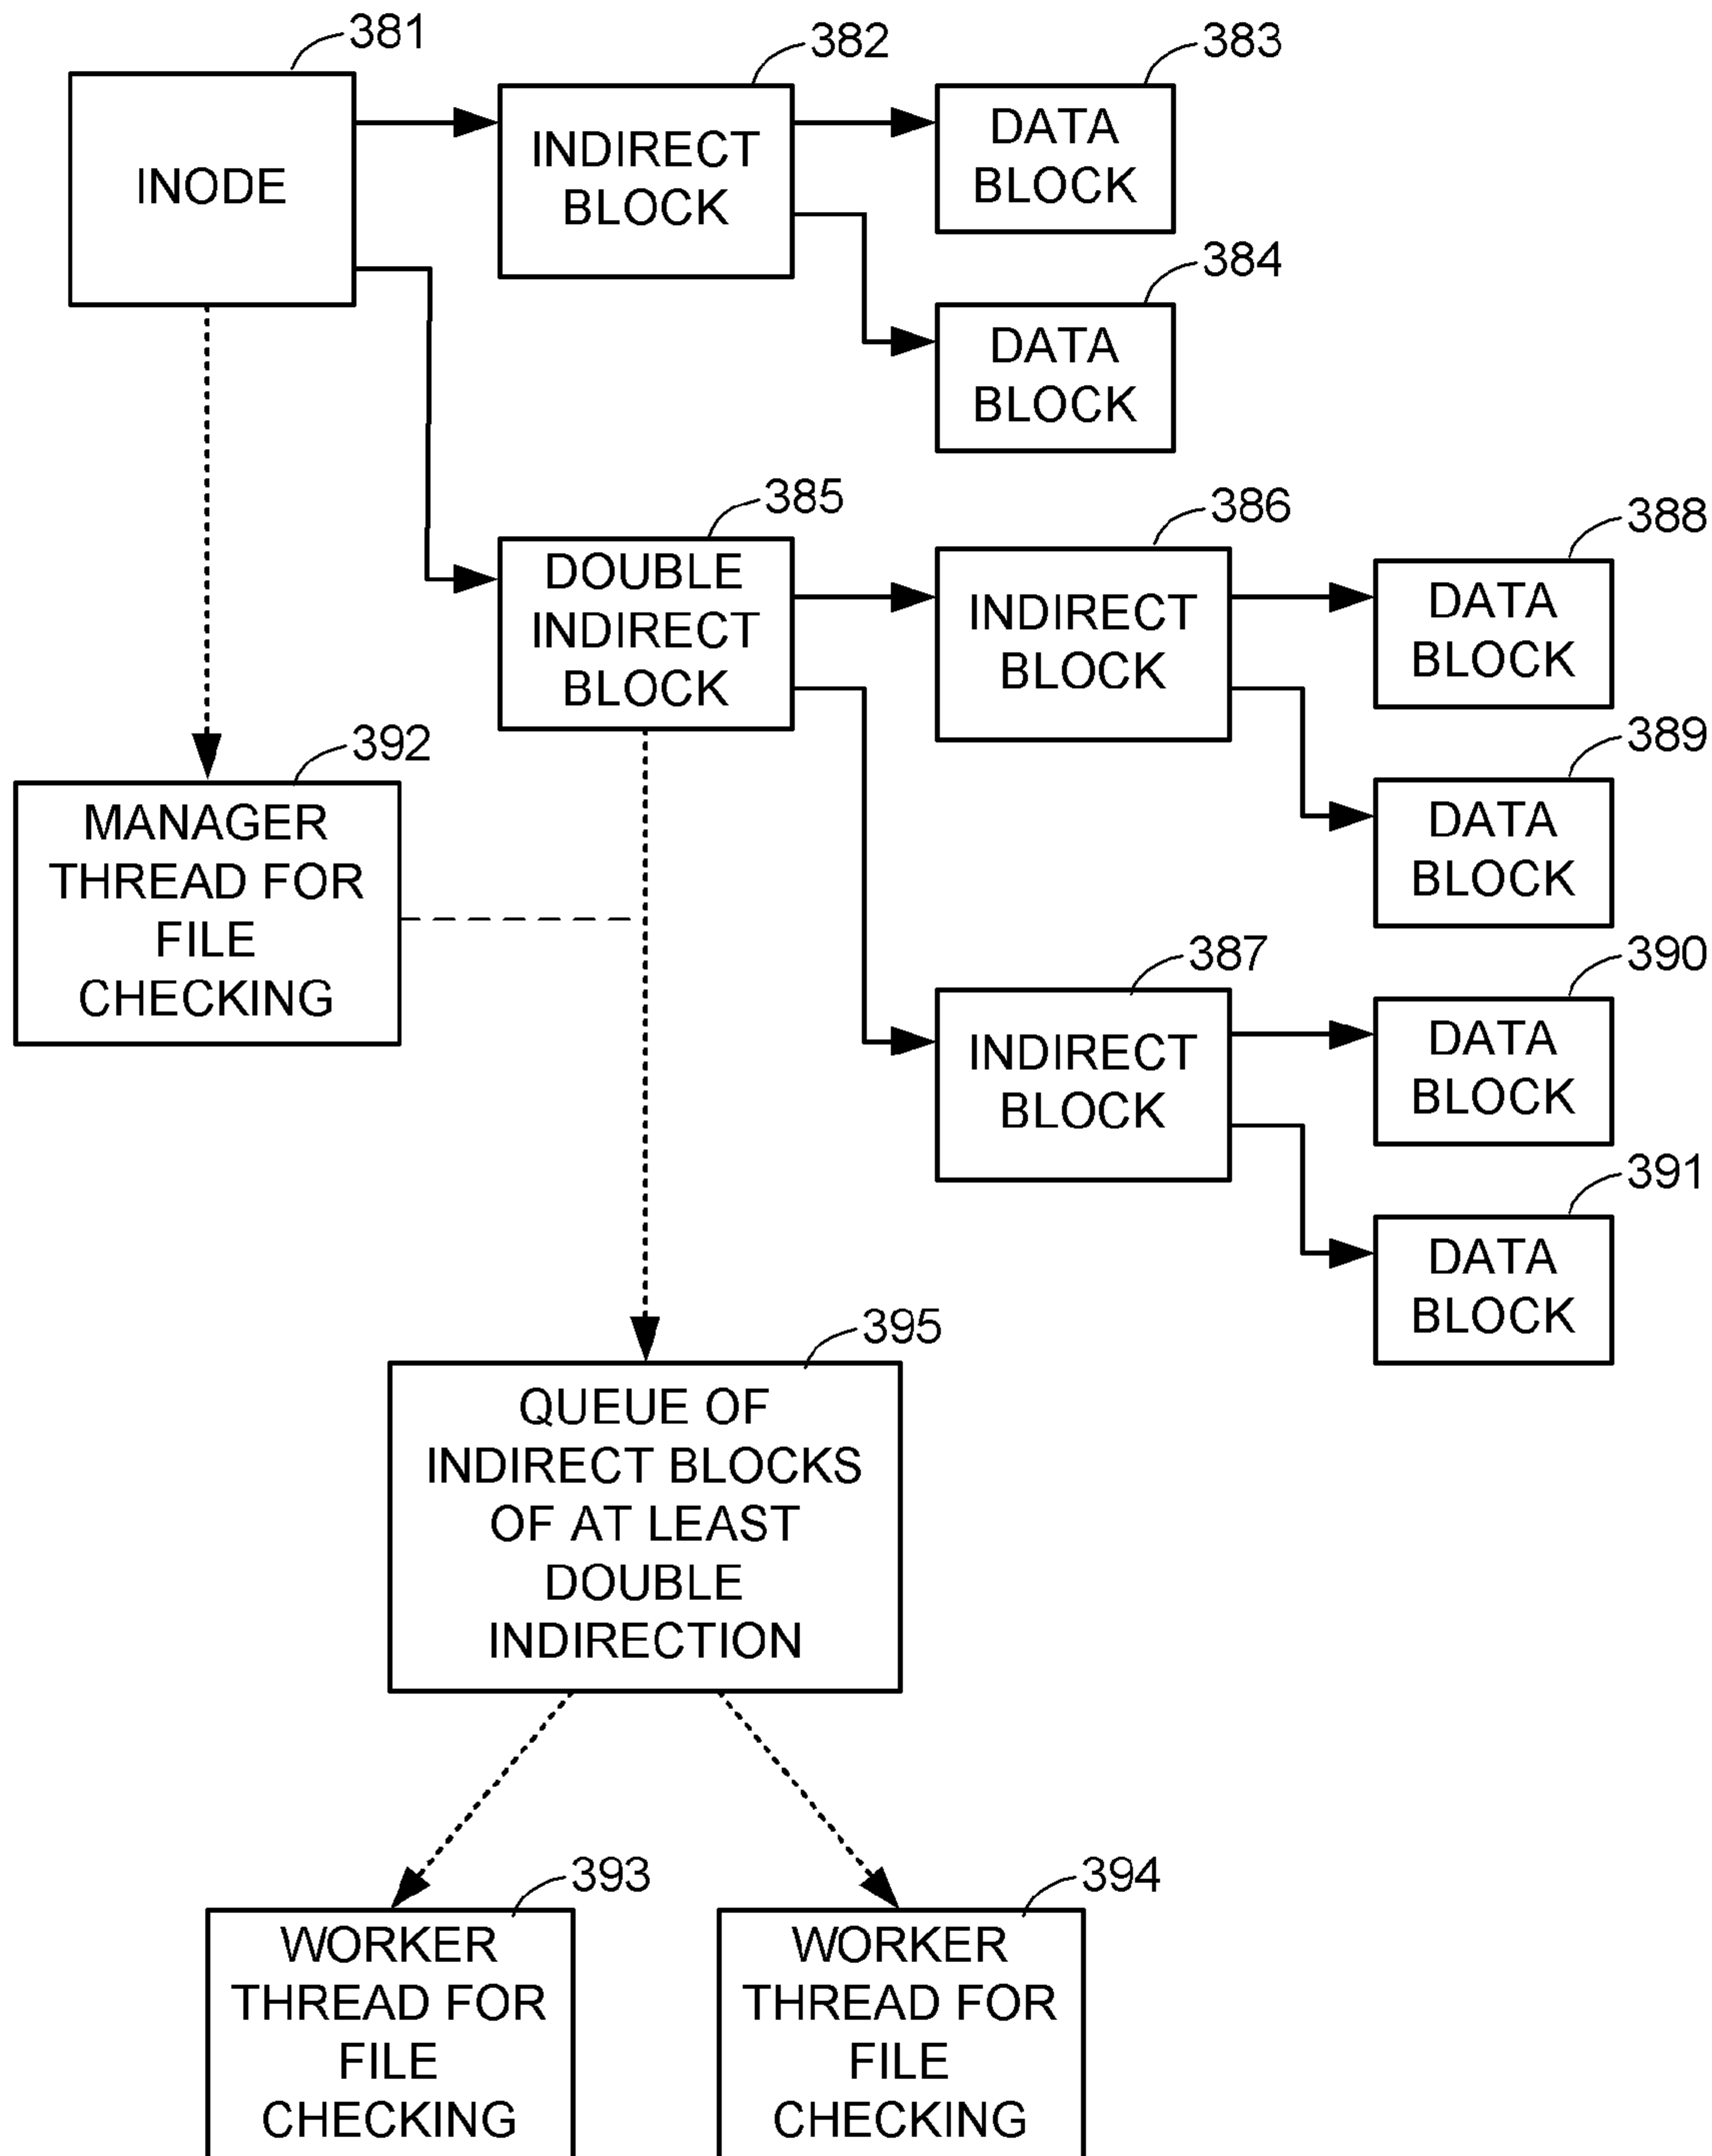 381
INODE
382
INDIRECT
BLOCK
383
DATA
BLOCK
384
DATA
BLOCK
385
DOUBLE
INDIRECT
BLOCK
386
INDIRECT
BLOCK
388
DATA
BLOCK
389
DATA
BLOCK
392
MANAGER
THREAD FOR
FILE
CHECKING
387
INDIRECT
BLOCK
390
DATA
BLOCK
391
DATA
BLOCK
395
QUEUE OF
INDIRECT BLOCKS
OF AT LEAST
DOUBLE
INDIRECTION
393
WORKER
THREAD FOR
FILE
CHECKING
394
WORKER
THREAD FOR
FILE
CHECKING